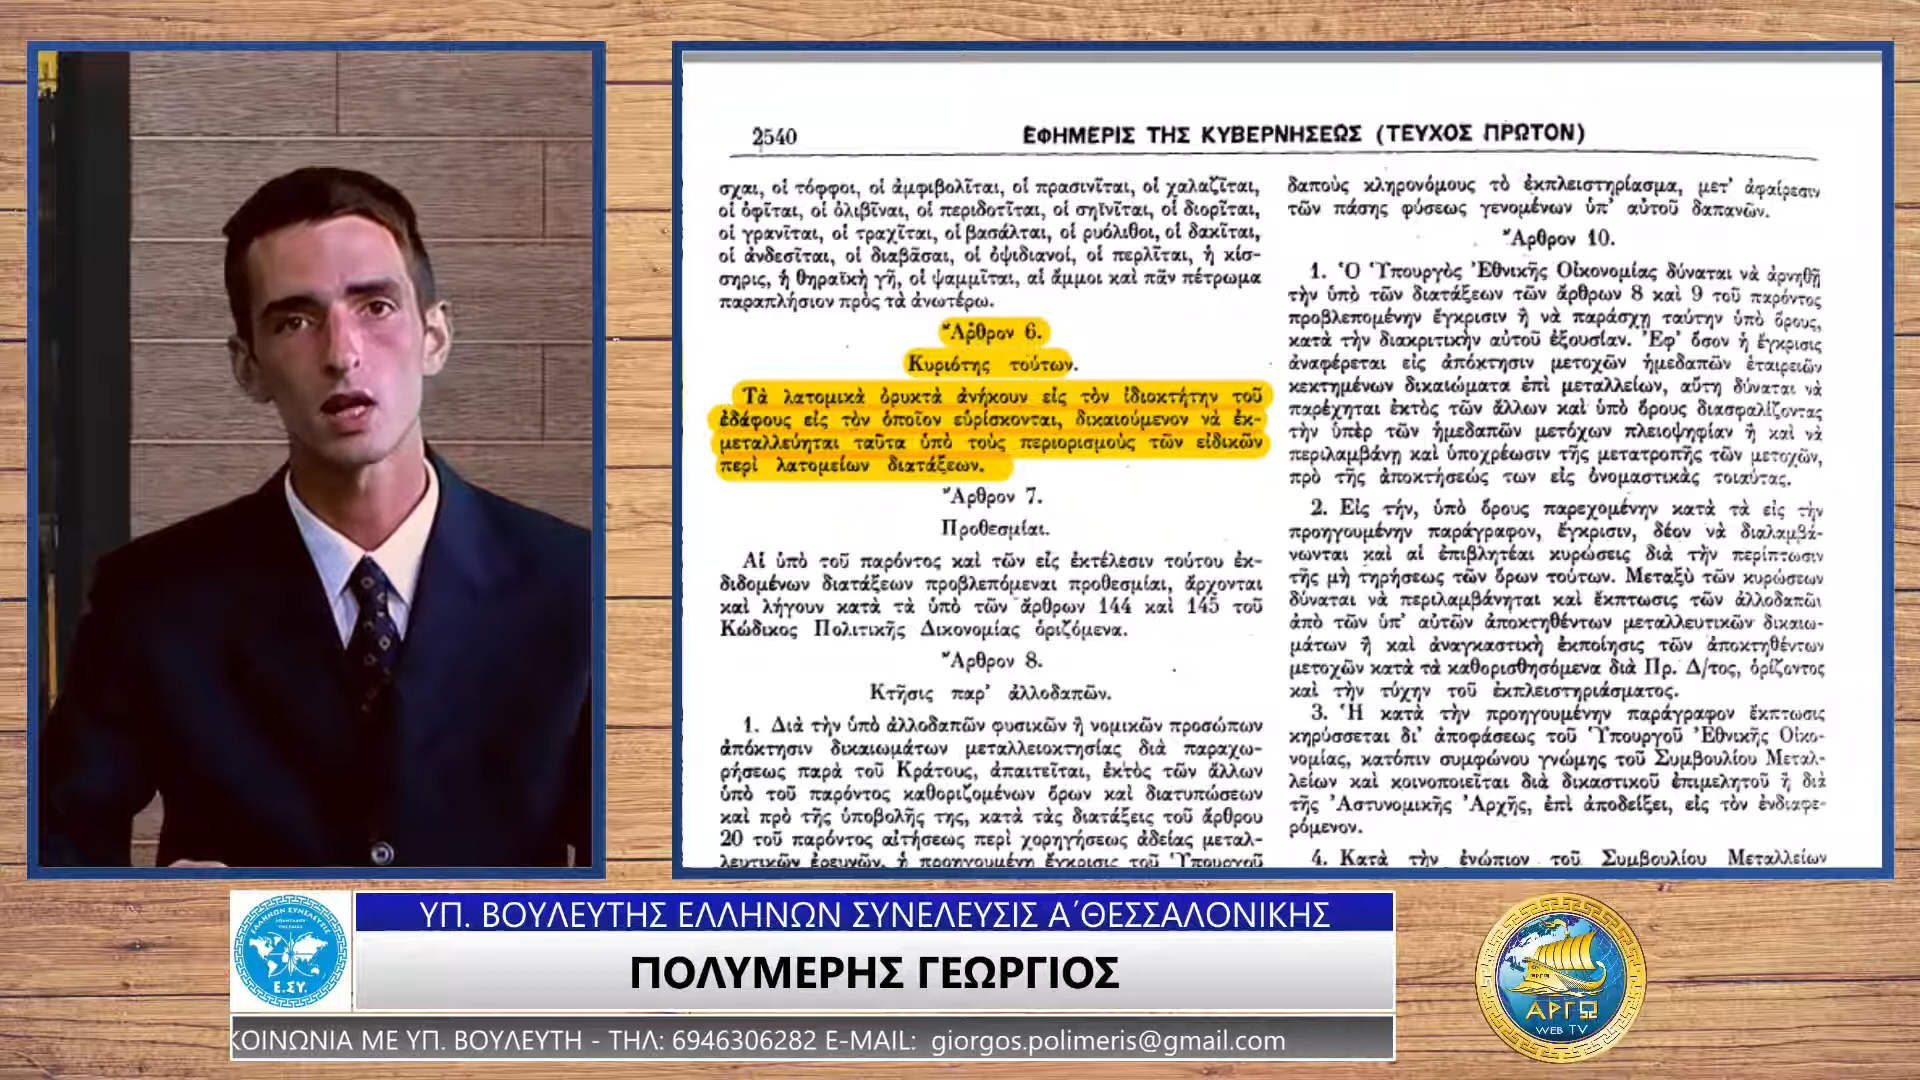 2540
ΕΦΗΜΕΡΙΣ ΤΗΣ ΚΥΒΕΡΝΗΣΕΩΣ (ΤΕΥΧΟΣ ΠΡΩΤΟΝ)
σχαι, οἱ τόφφοι, οἱ ἀμφιβολῖται, οἱ πρασινῖται, οἱ χαλαζῖται,
οἱ ὀφῖται, οἱ ὀλιβῖναι, οἱ περιδοτῖται, οἱ σηϊνῖται, οἱ διορῖται,
οἱ γρανῖται, οἱ τραχῖται, οἱ βασάλται, οἱ ρυόλιθοι, οἱ δακῖται,
οἱ ἀνδεσῖται, οἱ διαβᾶσαι, οἱ ὀψιδιανοί, οἱ περλῖται, ἡ κίσ-
σηρις, ἡ θηραϊκὴ γῆ, οἱ ψαμμῖται, αἱ ἄμμοι καὶ πᾶν πέτρωμα
παραπλήσιον πρὸς τὰ ἀνωτέρω.
Ἄρθρον 6.
Κυριότης τούτων.
Τὰ λατομικὰ ὀρυκτὰ ἀνήκουν εἰς τὸν ἰδιοκτήτην τοῦ
ἐδάφους εἰς τὸν ὁποῖον εὑρίσκονται, δικαιούμενον νὰ ἐκ-
μεταλλεύηται ταῦτα ὑπὸ τοὺς περιορισμοὺς τῶν εἰδικῶν
περὶ λατομείων διατάξεων.
Ἄρθρον 7.
Προθεσμίαι.
Αἱ ὑπὸ τοῦ παρόντος καὶ τῶν εἰς ἐκτέλεσιν τούτου ἐκ-
διδομένων διατάξεων προβλεπόμεναι προθεσμίαι, ἄρχονται
καὶ λήγουν κατὰ τὰ ὑπὸ τῶν ἄρθρων 144 καὶ 145 τοῦ
Κώδικος Πολιτικῆς Δικονομίας ὁριζόμενα.
Ἄρθρον 8.
Κτῆσις παρ' ἀλλοδαπῶν.
1. Διὰ τὴν ὑπὸ ἀλλοδαπῶν φυσικῶν ἢ νομικῶν προσώπων
ἀπόκτησιν δικαιωμάτων μεταλλειοκτησίας διὰ παραχω-
ρήσεως παρὰ τοῦ Κράτους, ἀπαιτεῖται, ἐκτὸς τῶν ἄλλων
ὑπὸ τοῦ παρόντος καθοριζομένων ὅρων καὶ διατυπώσεων
καὶ πρὸ τῆς ὑποβολῆς της, κατὰ τὰς διατάξεις τοῦ ἄρθρου
20 τοῦ παρόντος αἰτήσεως περὶ χορηγήσεως ἀδείας μεταλ-
λευτικῶν ἐρευνῶν, ἡ προηγουμένη ἔγκρισις τοῦ Ὑπουργοῦ
δαποὺς κληρονόμους τὸ ἐκπλειστηρίασμα, μετ' ἀφαίρεσιν
τῶν πάσης φύσεως γενομένων ὑπ' αὐτοῦ δαπανῶν.
Ἄρθρον 10.
1. Ὁ Ὑπουργὸς Ἐθνικῆς Οἰκονομίας δύναται νὰ ἀρνηθῇ
τὴν ὑπὸ τῶν διατάξεων τῶν ἄρθρων 8 καὶ 9 τοῦ παρόντος
προβλεπομένην ἔγκρισιν ἢ νὰ παράσχῃ ταύτην ὑπὸ ὅρους,
κατὰ τὴν διακριτικὴν αὐτοῦ ἐξουσίαν. Ἐφ' ὅσον ἡ ἔγκρισις
ἀναφέρεται εἰς ἀπόκτησιν μετοχῶν ἡμεδαπῶν ἑταιρειῶν
κεκτημένων δικαιώματα ἐπὶ μεταλλείων, αὕτη δύναται νὰ
παρέχηται ἐκτὸς τῶν ἄλλων καὶ ὑπὸ ὅρους διασφαλίζοντας
τὴν ὑπὲρ τῶν ἡμεδαπῶν μετόχων πλειοψηφίαν ἢ καὶ νὰ
περιλαμβάνῃ καὶ ὑποχρέωσιν τῆς μετατροπῆς τῶν μετοχῶν,
πρὸ τῆς ἀποκτήσεώς των εἰς ὀνομαστικὰς τοιαύτας.
2. Εἰς τήν, ὑπὸ ὅρους παρεχομένην κατὰ τὰ εἰς τὴν
προηγουμένην παράγραφον, ἔγκρισιν, δέον νὰ διαλαμβά-
νωνται καὶ αἱ ἐπιβλητέαι κυρώσεις διὰ τὴν περίπτωσιν
τῆς μὴ τηρήσεως τῶν ὅρων τούτων. Μεταξὺ τῶν κυρώσεων
δύναται νὰ περιλαμβάνηται καὶ ἔκπτωσις τῶν ἀλλοδαπῶν
ἀπὸ τῶν ὑπ' αὐτῶν ἀποκτηθέντων μεταλλευτικῶν δικαιω-
μάτων ἢ καὶ ἀναγκαστικὴ ἐκποίησις τῶν ἀποκτηθέντων
μετοχῶν κατὰ τὰ καθορισθησόμενα διὰ Πρ. Δ/τος, ὁρίζοντος
καὶ τὴν τύχην τοῦ ἐκπλειστηριάσματος.
3. Ἡ κατὰ τὴν προηγουμένην παράγραφον ἔκπτωσις
κηρύσσεται δι' ἀποφάσεως τοῦ Ὑπουργοῦ Ἐθνικῆς Οἰκο-
νομίας, κατόπιν συμφώνου γνώμης τοῦ Συμβουλίου Μεταλ-
λείων καὶ κοινοποιεῖται διὰ δικαστικοῦ ἐπιμελητοῦ ἢ διὰ
τῆς Ἀστυνομικῆς Ἀρχῆς, ἐπὶ ἀποδείξει, εἰς τὸν ἐνδιαφε-
ρόμενον.
4. Κατὰ τὴν ἐνώπιον τοῦ Συμβουλίου Μεταλλείων
ΥΠ. ΒΟΥΛΕΥΤΗΣ ΕΛΛΗΝΩΝ ΣΥΝΕΛΕΥΣΙΣ Α΄ΘΕΣΣΑΛΟΝΙΚΗΣ
ΠΟΛΥΜΕΡΗΣ ΓΕΩΡΓΙΟΣ
ΚΟΙΝΩΝΙΑ ΜΕ ΥΠ. ΒΟΥΛΕΥΤΗ - ΤΗΛ: 6946306282 E-MAIL: giorgos.polimeris@gmail.com
ΕΛΛΗΝΩΝ ΣΥΝΕΛΕΥΣΙΣ
Ε.ΣΥ.
ΑΡΓΩ
WEB TV